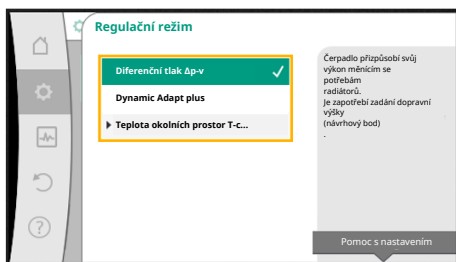 Regulační režim
Diferenční tlak Δp-v
Dynamic Adapt plus
Teplota okolních prostor T-c...
Čerpadlo přizpůsobí svůj
výkon měnícím se
potřebám
radiátorů.
Je zapotřebí zadání dopravní
výšky
(návrhový bod)
.
Pomoc s nastavením